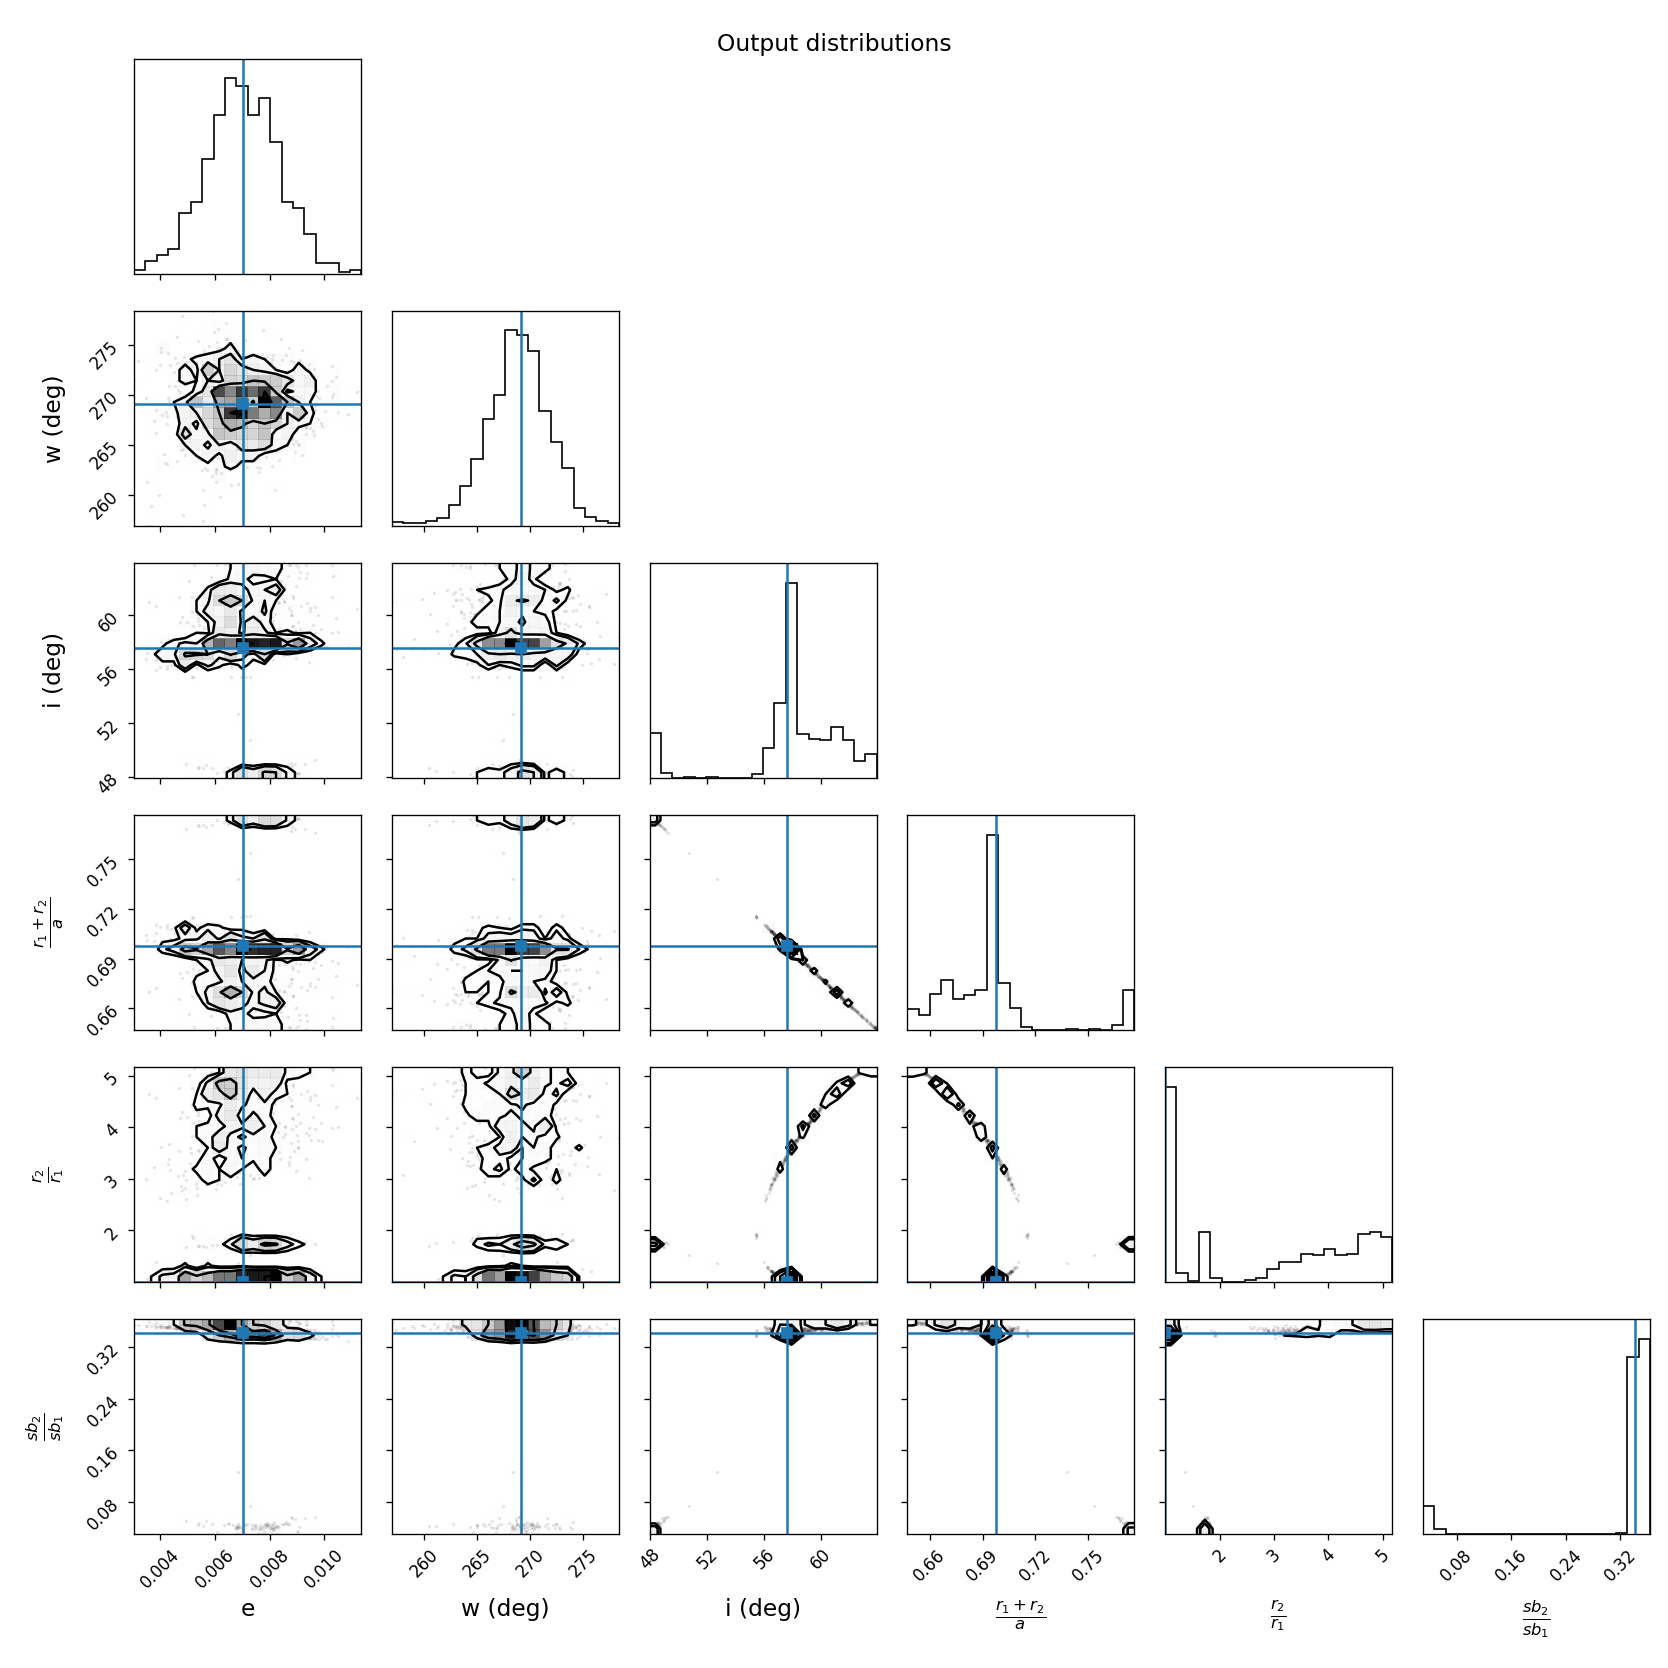 Output distributions
w (deg)
275
270
265
260
i (deg)
60
56
52
48
r₁ + r₂
a
0.75
0.72
0.69
0.66
r₂
r₁
5
4
3
2
sb₂
sb₁
0.32
0.24
0.16
0.08
0.004 0.006 0.008 0.010 260 265 270 275 48 52 56 60 0.66 0.69 0.72 0.75 2 3 4 5 0.08 0.16 0.24 0.32
e w (deg) i (deg) r₁ + r₂ r₂ sb₂
a r₁ sb₁